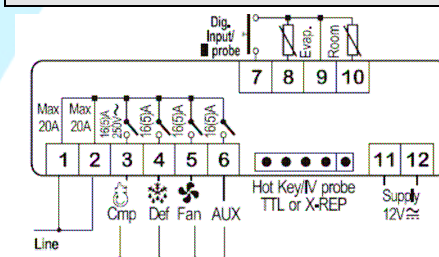 Dig.
Input/
probe
Evap.
Room
7 8 9 10
Max
20A
Max
20A
16(5)A
250V~
16(5)A
16(5)A
16(5)A
1 2 3 4 5 6 11 12
Cmp Def Fan AUX
Hot Key/IV probe
TTL or X-REP
Supply
12V≂
Line